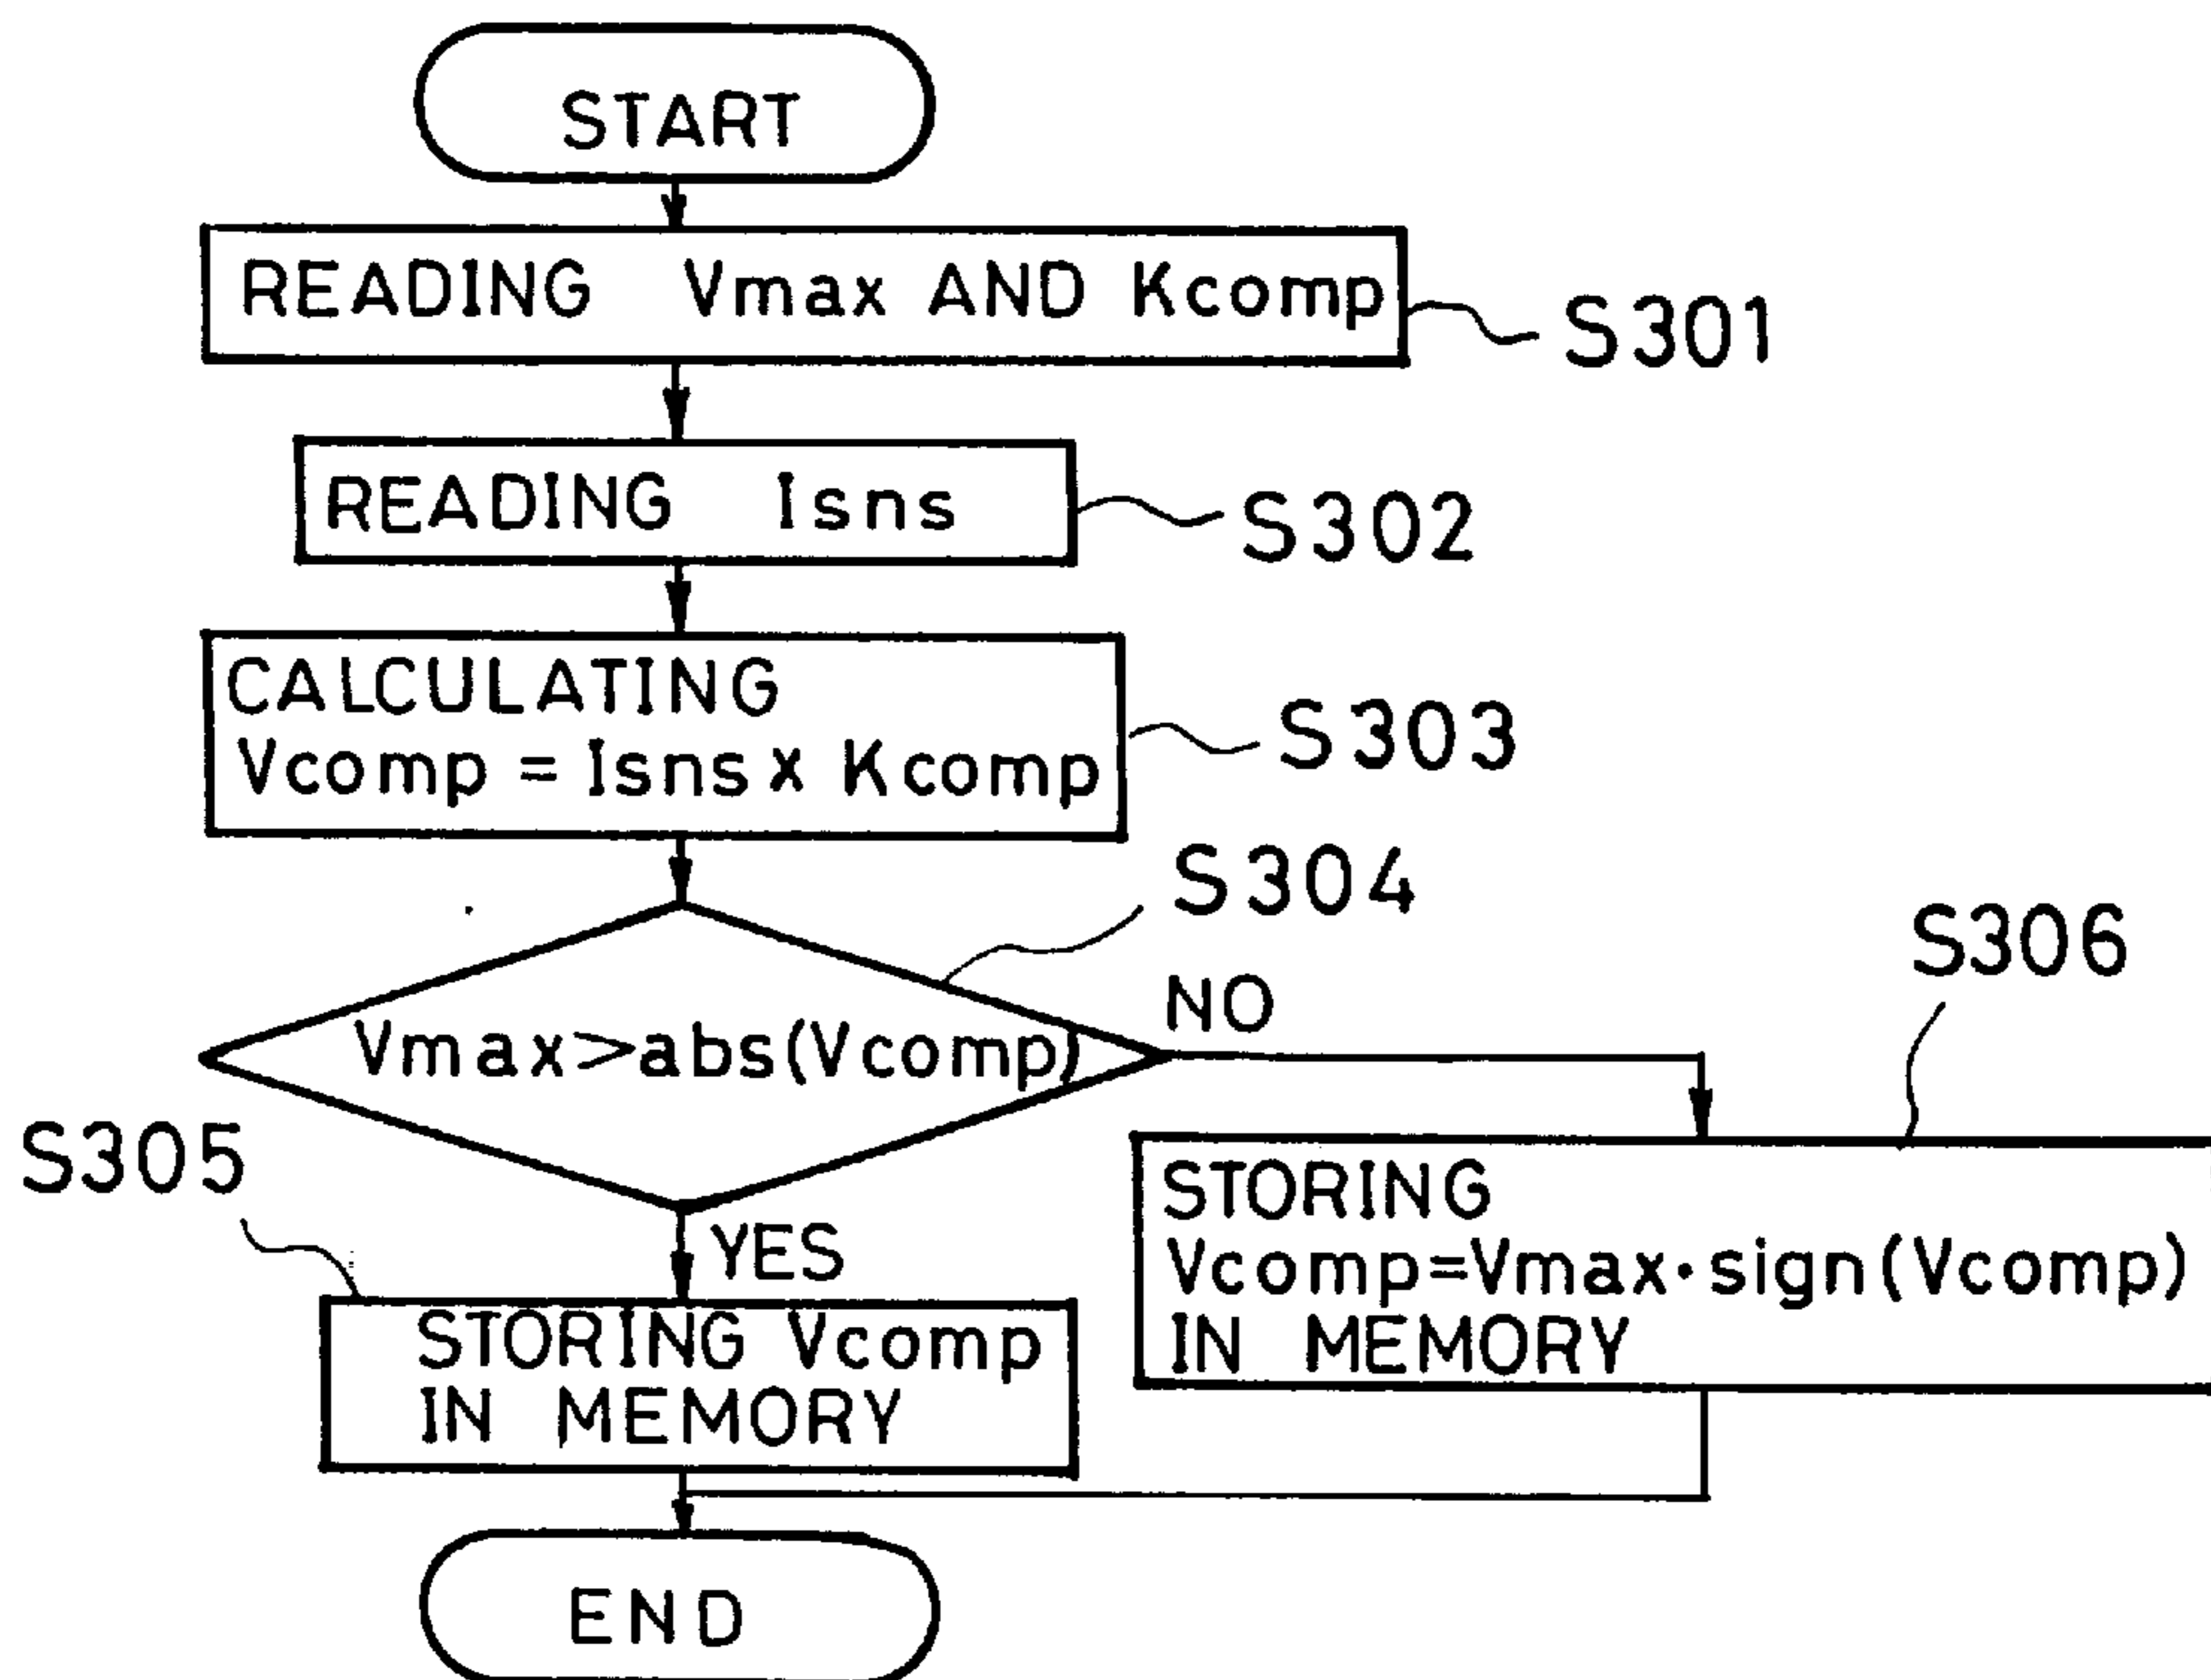 START
READING Vmax AND Kcomp
S301
READING Isns
S302
CALCULATING
Vcomp = Isns x Kcomp
S303
S304
Vmax>abs(Vcomp)
NO
S306
S305
YES
STORING
Vcomp=Vmax·sign(Vcomp)
IN MEMORY
STORING Vcomp
IN MEMORY
END